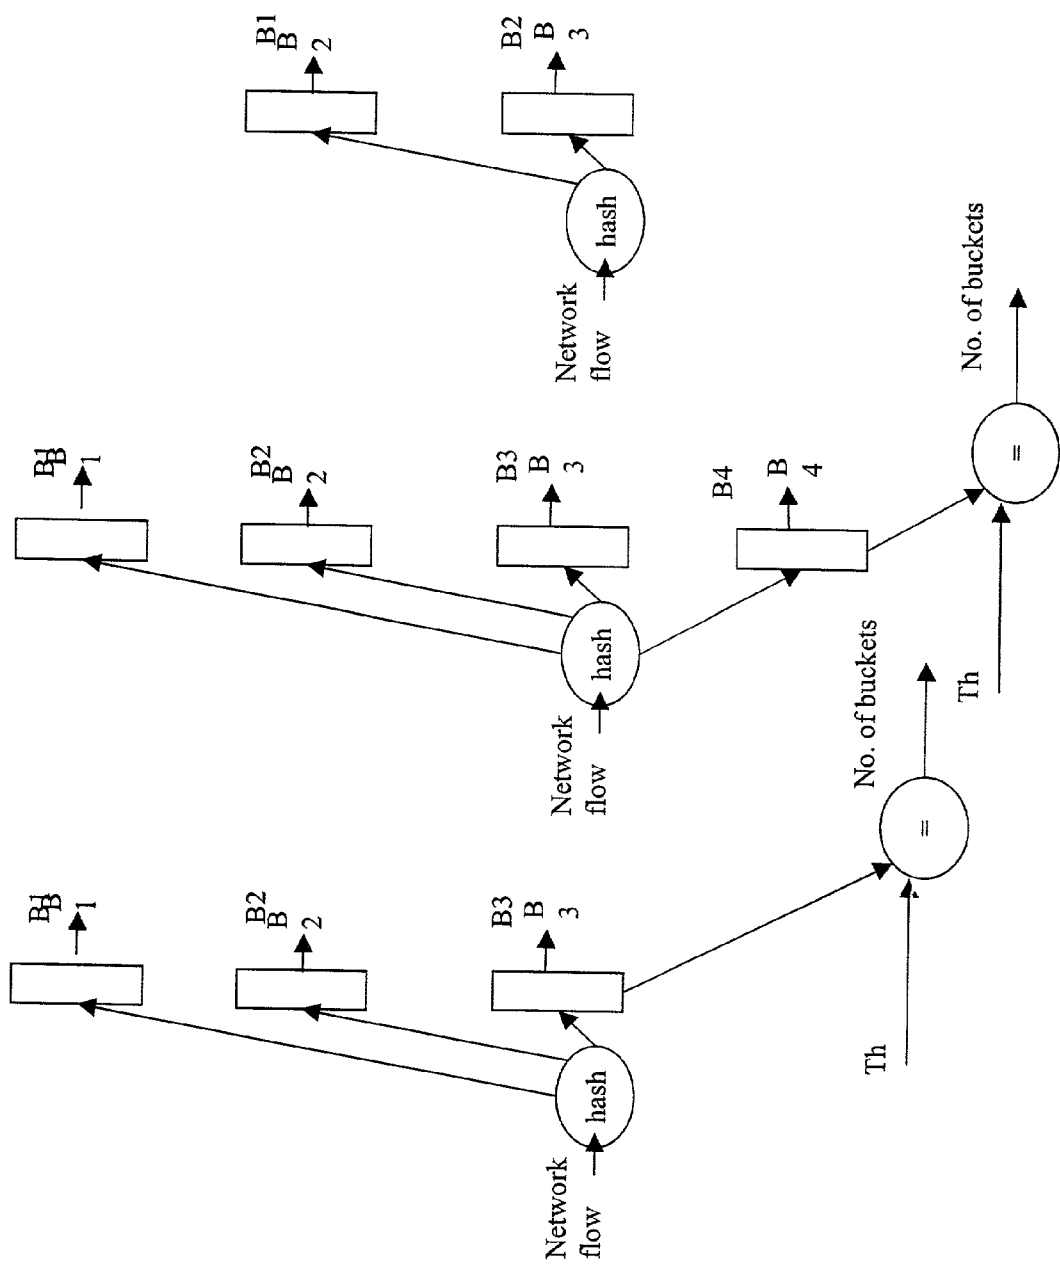 B1
B
1
B2
B
2
B3
B
3
Network
flow
hash
Th
=
No. of buckets
B1
B
1
B2
B
2
B3
B
3
B4
B
4
Network
flow
hash
Th
=
No. of buckets
B1
B
2
B2
B
3
Network
flow
hash